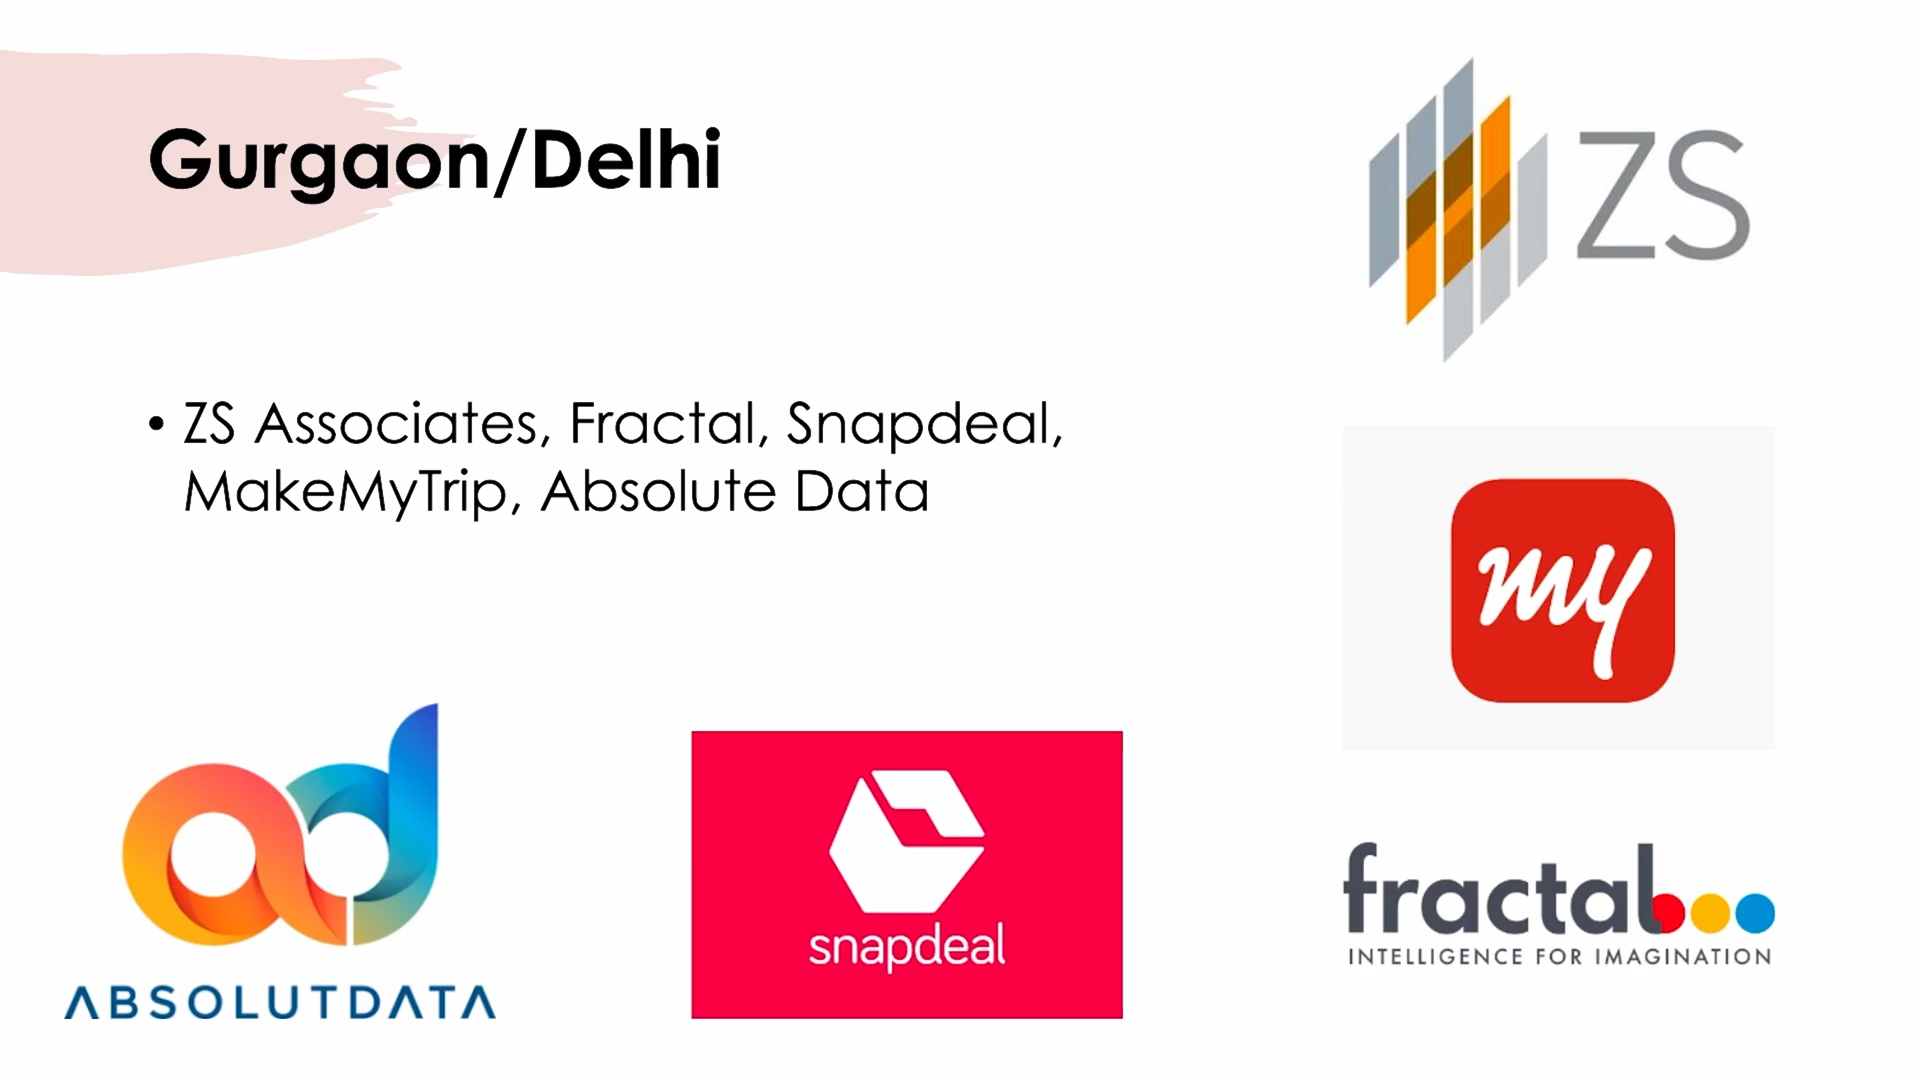 Gurgaon/Delhi
ZS
• ZS Associates, Fractal, Snapdeal,
MakeMyTrip, Absolute Data
my
ABSOLUTDATA
snapdeal
fractal
INTELLIGENCE FOR IMAGINATION